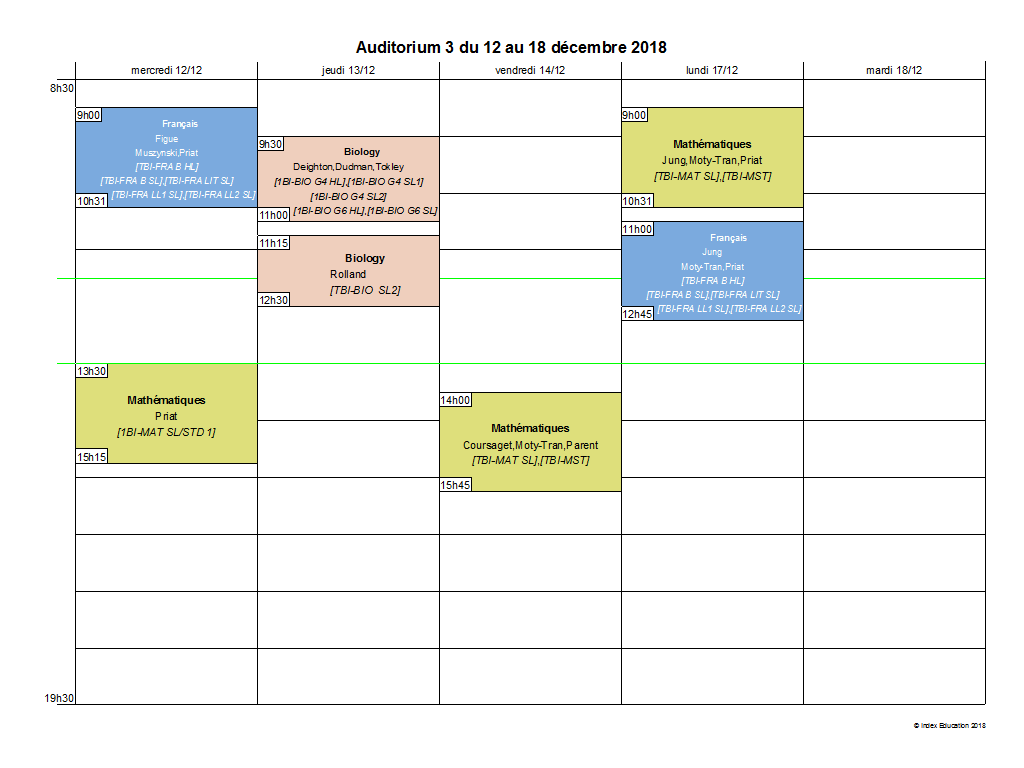 Auditorium 3 du 12 au 18 décembre 2018
mercredi 12/12
jeudi 13/12
vendredi 14/12
lundi 17/12
mardi 18/12
8h30
9h00
Français
Figue
Muszynski,Priat
[TBI-FRA B HL]
[TBI-FRA B SL],[TBI-FRA LIT SL]
[TBI-FRA LL1 SL],[TBI-FRA LL2 SL]
10h31
13h30
Mathématiques
Priat
[1BI-MAT SL/STD 1]
15h15
9h30
Biology
Deighton,Dudman,Tokley
[1BI-BIO G4 HL],[1BI-BIO G4 SL1]
[1BI-BIO G4 SL2]
[1BI-BIO G6 HL],[1BI-BIO G6 SL]
11h00
11h15
Biology
Rolland
[TBI-BIO SL2]
12h30
14h00
Mathématiques
Coursaget,Moty-Tran,Parent
[TBI-MAT SL],[TBI-MST]
15h45
9h00
Mathématiques
Jung,Moty-Tran,Priat
[TBI-MAT SL],[TBI-MST]
10h31
11h00
Français
Jung
Moty-Tran,Priat
[TBI-FRA B HL]
[TBI-FRA B SL],[TBI-FRA LIT SL]
[TBI-FRA LL1 SL],[TBI-FRA LL2 SL]
12h45
19h30
© Index Education 2018